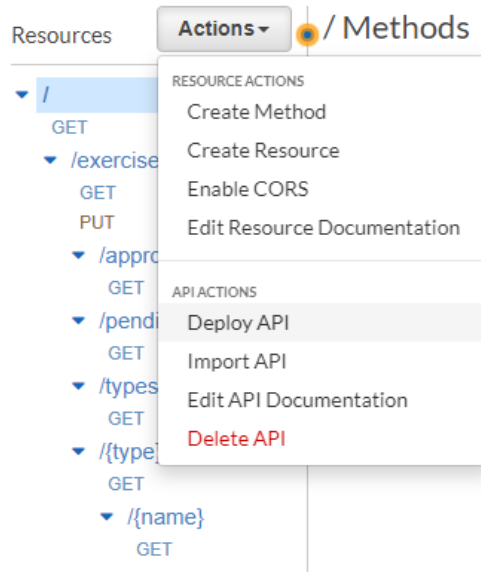 Resources
Actions
/ Methods
RESOURCE ACTIONS
Create Method
Create Resource
Enable CORS
Edit Resource Documentation
API ACTIONS
Deploy API
Import API
Edit API Documentation
Delete API
/
GET
/exercise
GET
PUT
/appro
GET
/pendi
GET
/types
GET
/{type}
GET
/{name}
GET